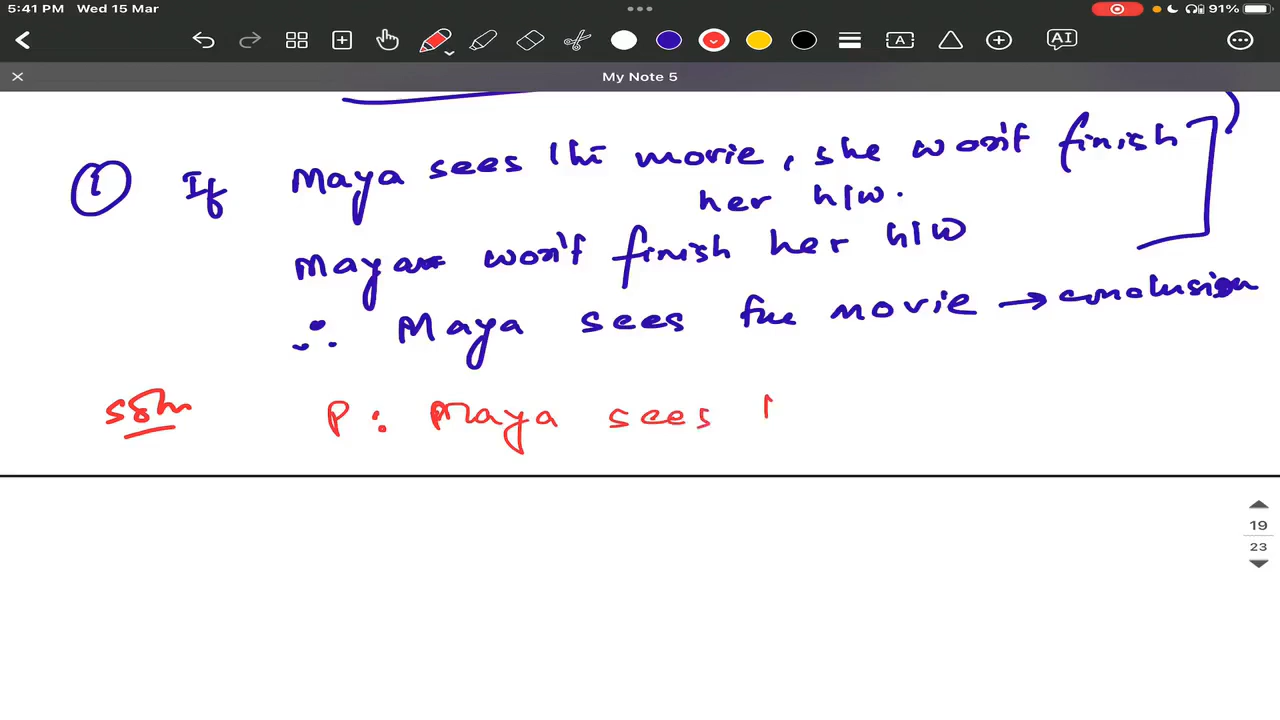 5:41 PM Wed 15 Mar
91%
A
AI
My Note 5
① If Maya sees the movie, she won't finish
her h/w.
Maya won't finish her h/w
∴ Maya sees the movie → conclusion
Soln P: Maya sees
19
23